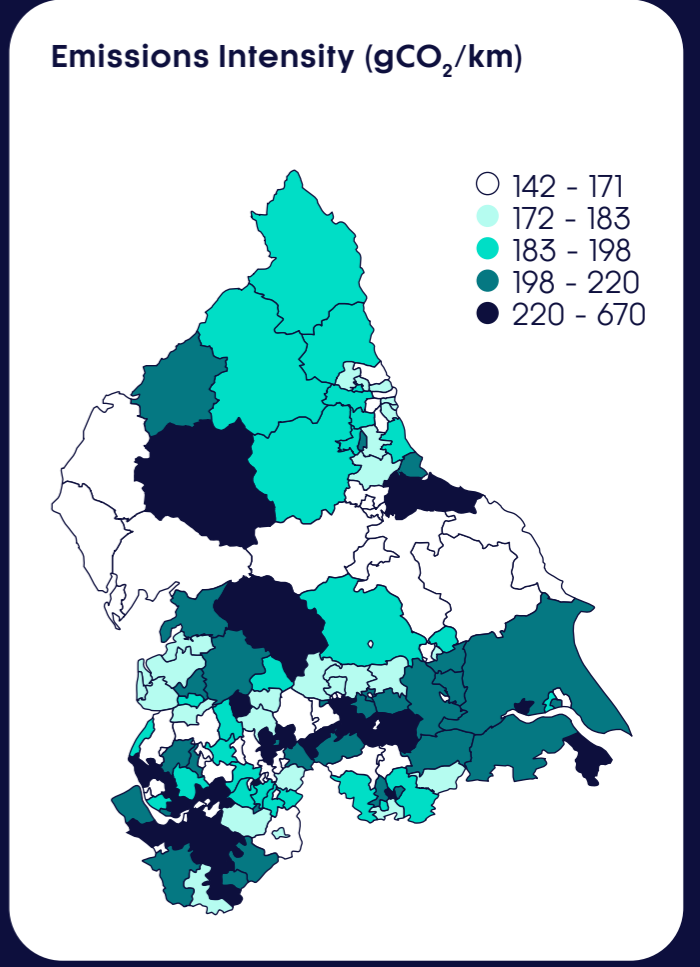 Emissions Intensity (gCO₂/km)
142 - 171
172 - 183
183 - 198
198 - 220
220 - 670